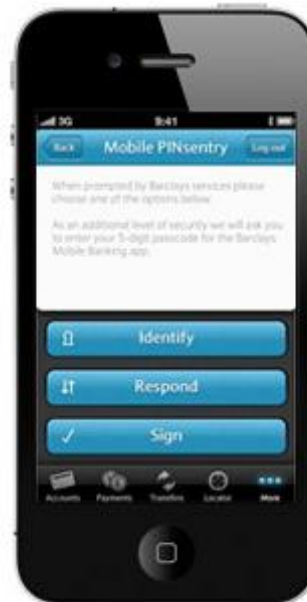 3G 9:41
Back Mobile PINsentry Log out
When prompted by Barclays services please
choose one of the options below.
As an additional level of security we will ask you
to enter your 5-digit passcode for the Barclays
Mobile Banking app.
Identify
Respond
Sign
Accounts Payments Transfers Locator More